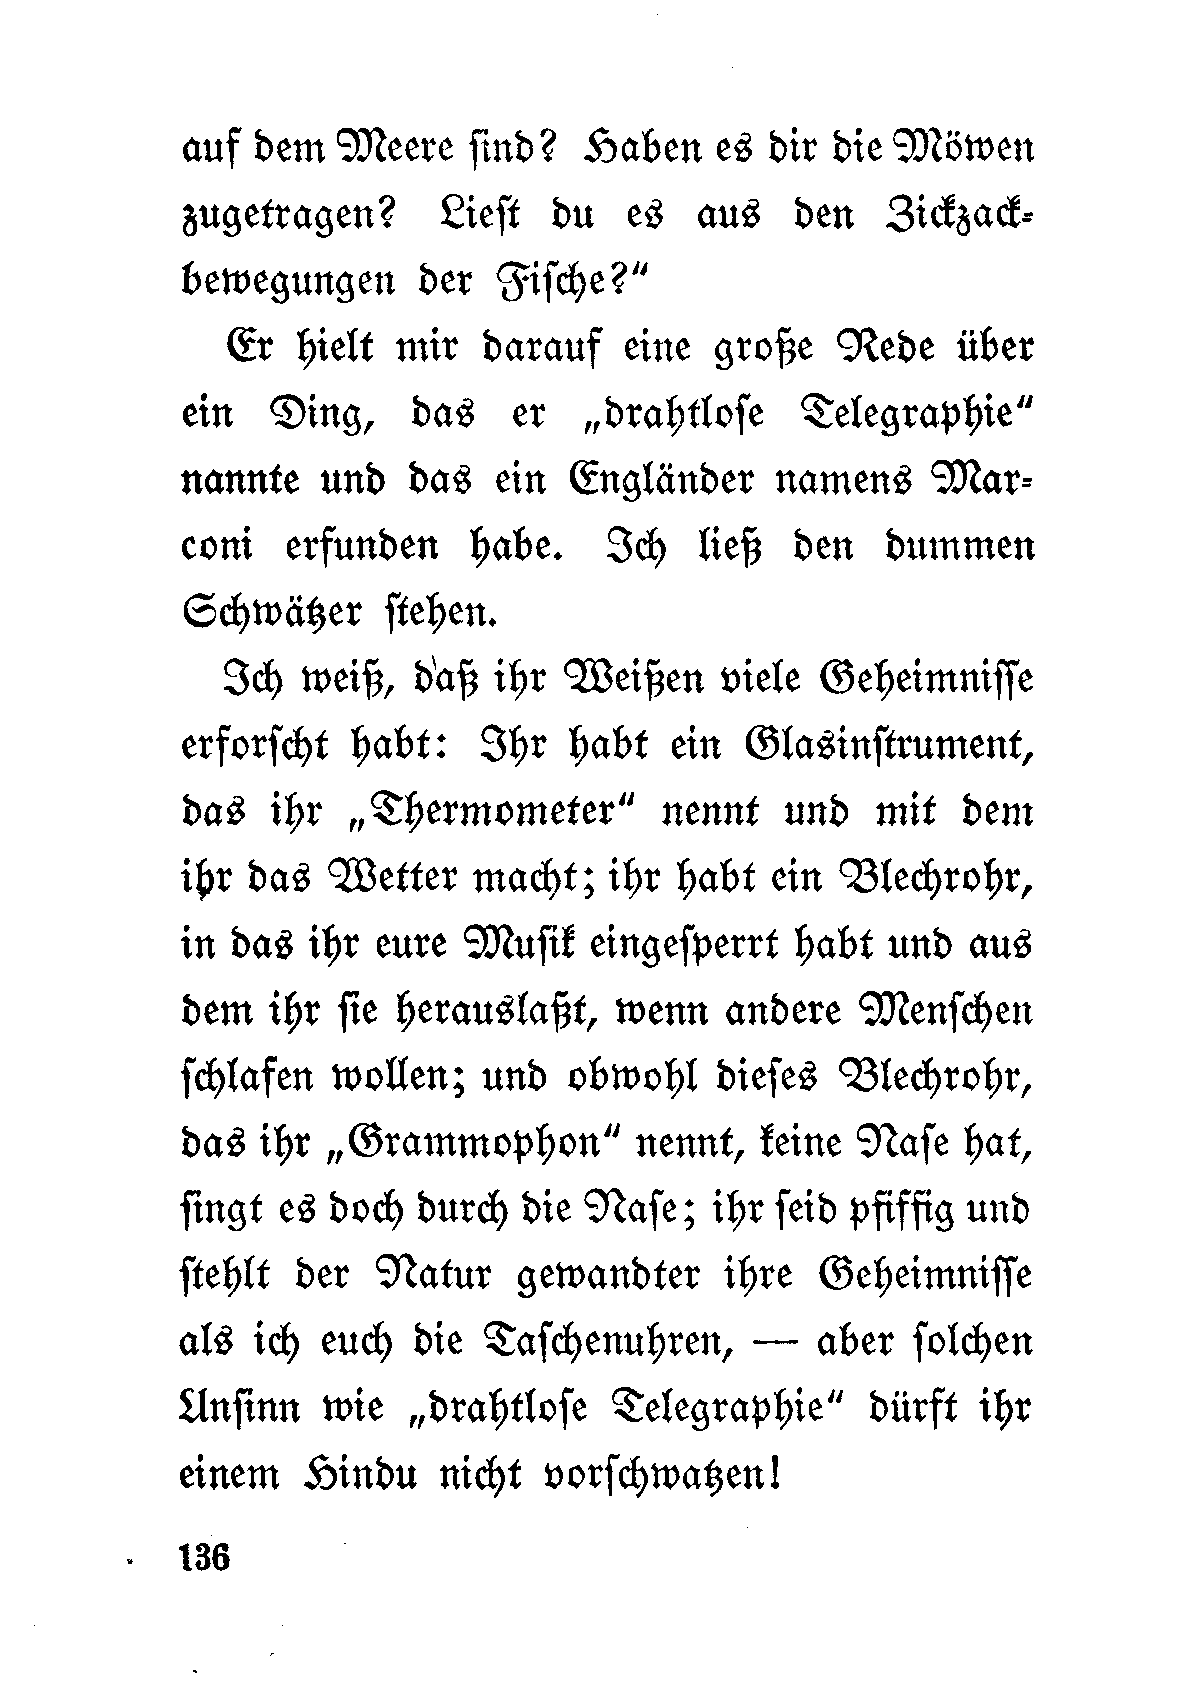 auf dem Meere sind? Haben es dir die Möwen
zugetragen? Liest du es aus den Zickzack-
bewegungen der Fische?“
Er hielt mir darauf eine große Rede über
ein Ding, das er „drahtlose Telegraphie“
nannte und das ein Engländer namens Mar-
coni erfunden habe. Ich ließ den dummen
Schwätzer stehen.
Ich weiß, daß ihr Weißen viele Geheimnisse
erforscht habt: Ihr habt ein Glasinstrument,
das ihr „Thermometer“ nennt und mit dem
ihr das Wetter macht; ihr habt ein Blechrohr,
in das ihr eure Musik eingesperrt habt und aus
dem ihr sie herauslaßt, wenn andere Menschen
schlafen wollen; und obwohl dieses Blechrohr,
das ihr „Grammophon“ nennt, keine Nase hat,
singt es doch durch die Nase; ihr seid pfiffig und
stehlt der Natur gewandter ihre Geheimnisse
als ich euch die Taschenuhren, — aber solchen
Unsinn wie „drahtlose Telegraphie“ dürft ihr
einem Hindu nicht vorschwatzen!
136